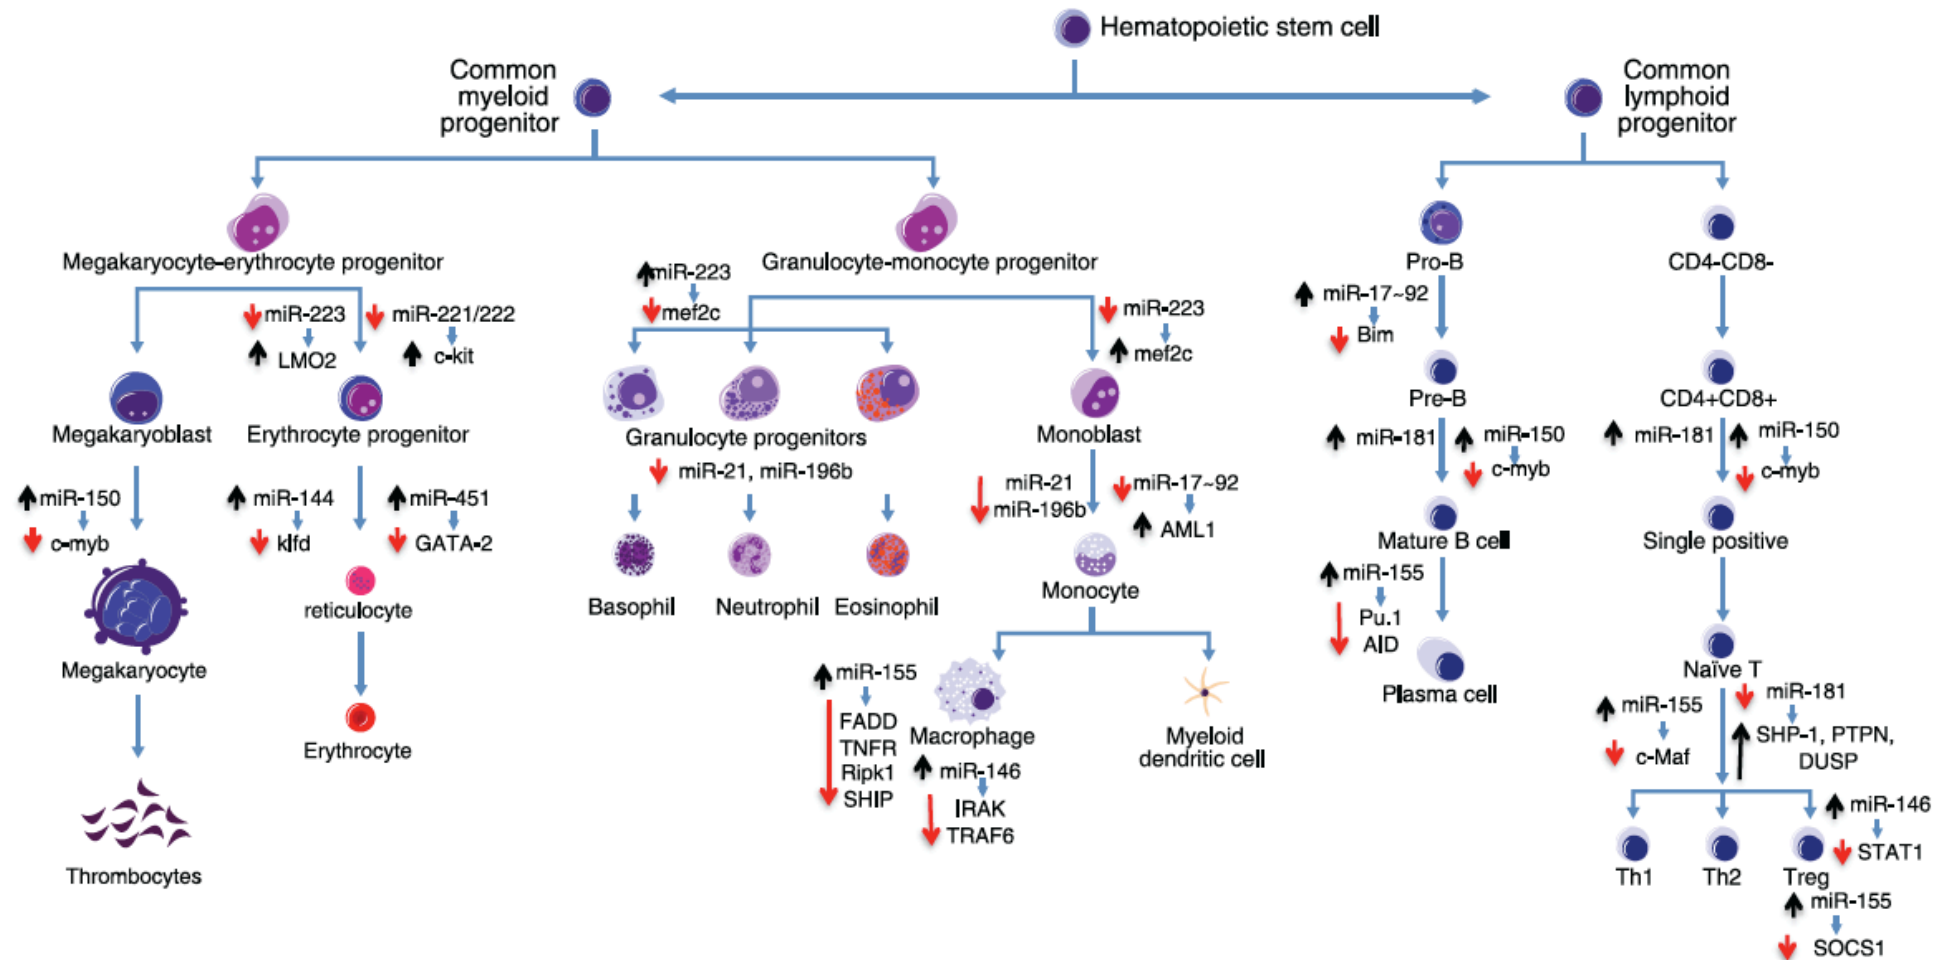 Hematopoietic stem cell
Common
myeloid
progenitor
Common
lymphoid
progenitor
Megakaryocyte-erythrocyte progenitor
Granulocyte-monocyte progenitor
Pro-B
CD4-CD8-
miR-223
LMO2
miR-221/222
c-kit
miR-223
mef2c
miR-223
mef2c
miR-17~92
Bim
Megakaryoblast
Erythrocyte progenitor
Granulocyte progenitors
Monoblast
Pre-B
CD4+CD8+
miR-150
c-myb
miR-144
klfd
miR-451
GATA-2
miR-21, miR-196b
miR-21
miR-196b
miR-17~92
AML1
miR-181
miR-150
c-myb
miR-181
miR-150
c-myb
Megakaryocyte
reticulocyte
Basophil
Neutrophil
Eosinophil
Monocyte
Mature B cell
Single positive
miR-155
Pu.1
AID
Plasma cell
Naïve T
Thrombocytes
Erythrocyte
miR-155
FADD
TNFR
Ripk1
SHIP
Macrophage
miR-146
IRAK
TRAF6
Myeloid
dendritic cell
miR-155
c-Maf
miR-181
SHP-1, PTPN,
DUSP
Th1
Th2
Treg
miR-146
STAT1
miR-155
SOCS1